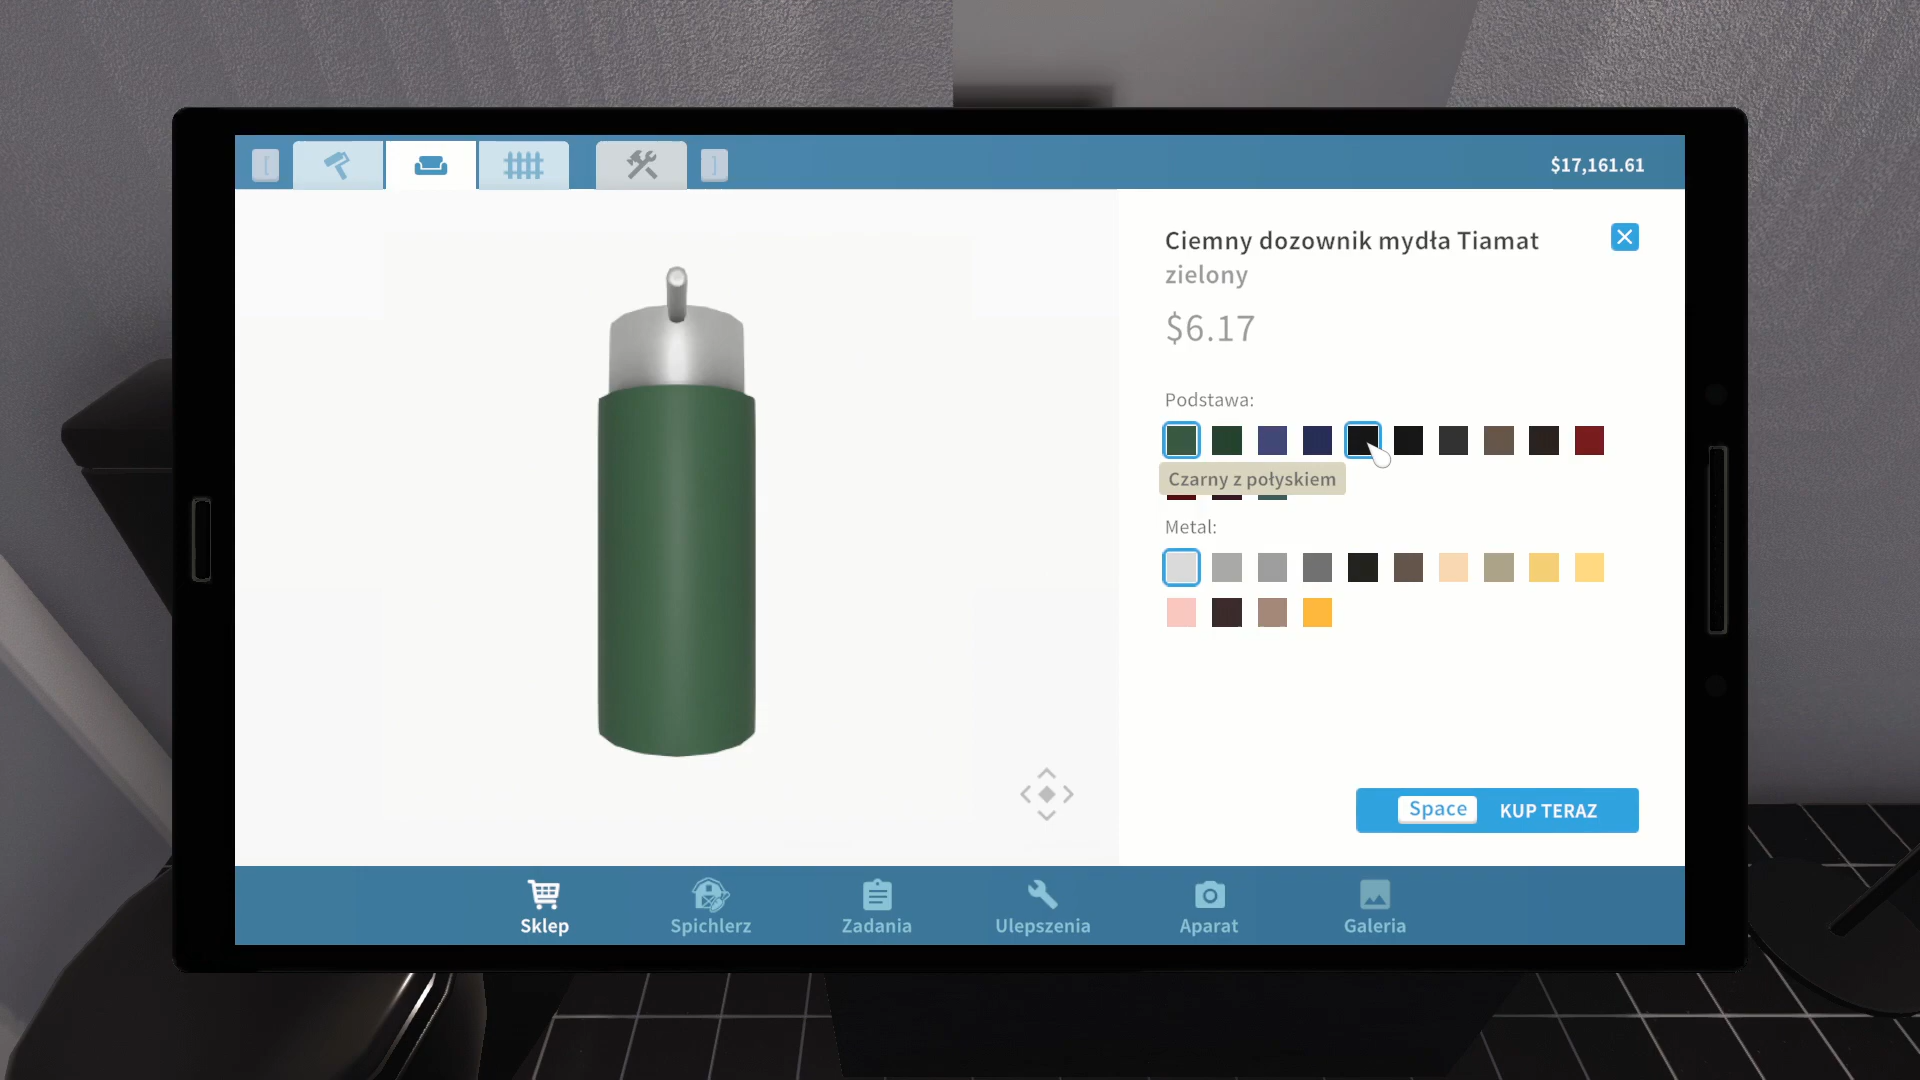 [
]
$17,161.61
Ciemny dozownik mydła Tiamat
zielony
$6.17
Podstawa:
Czarny z połyskiem
Metal:
Space KUP TERAZ
Sklep
Spichlerz
Zadania
Ulepszenia
Aparat
Galeria